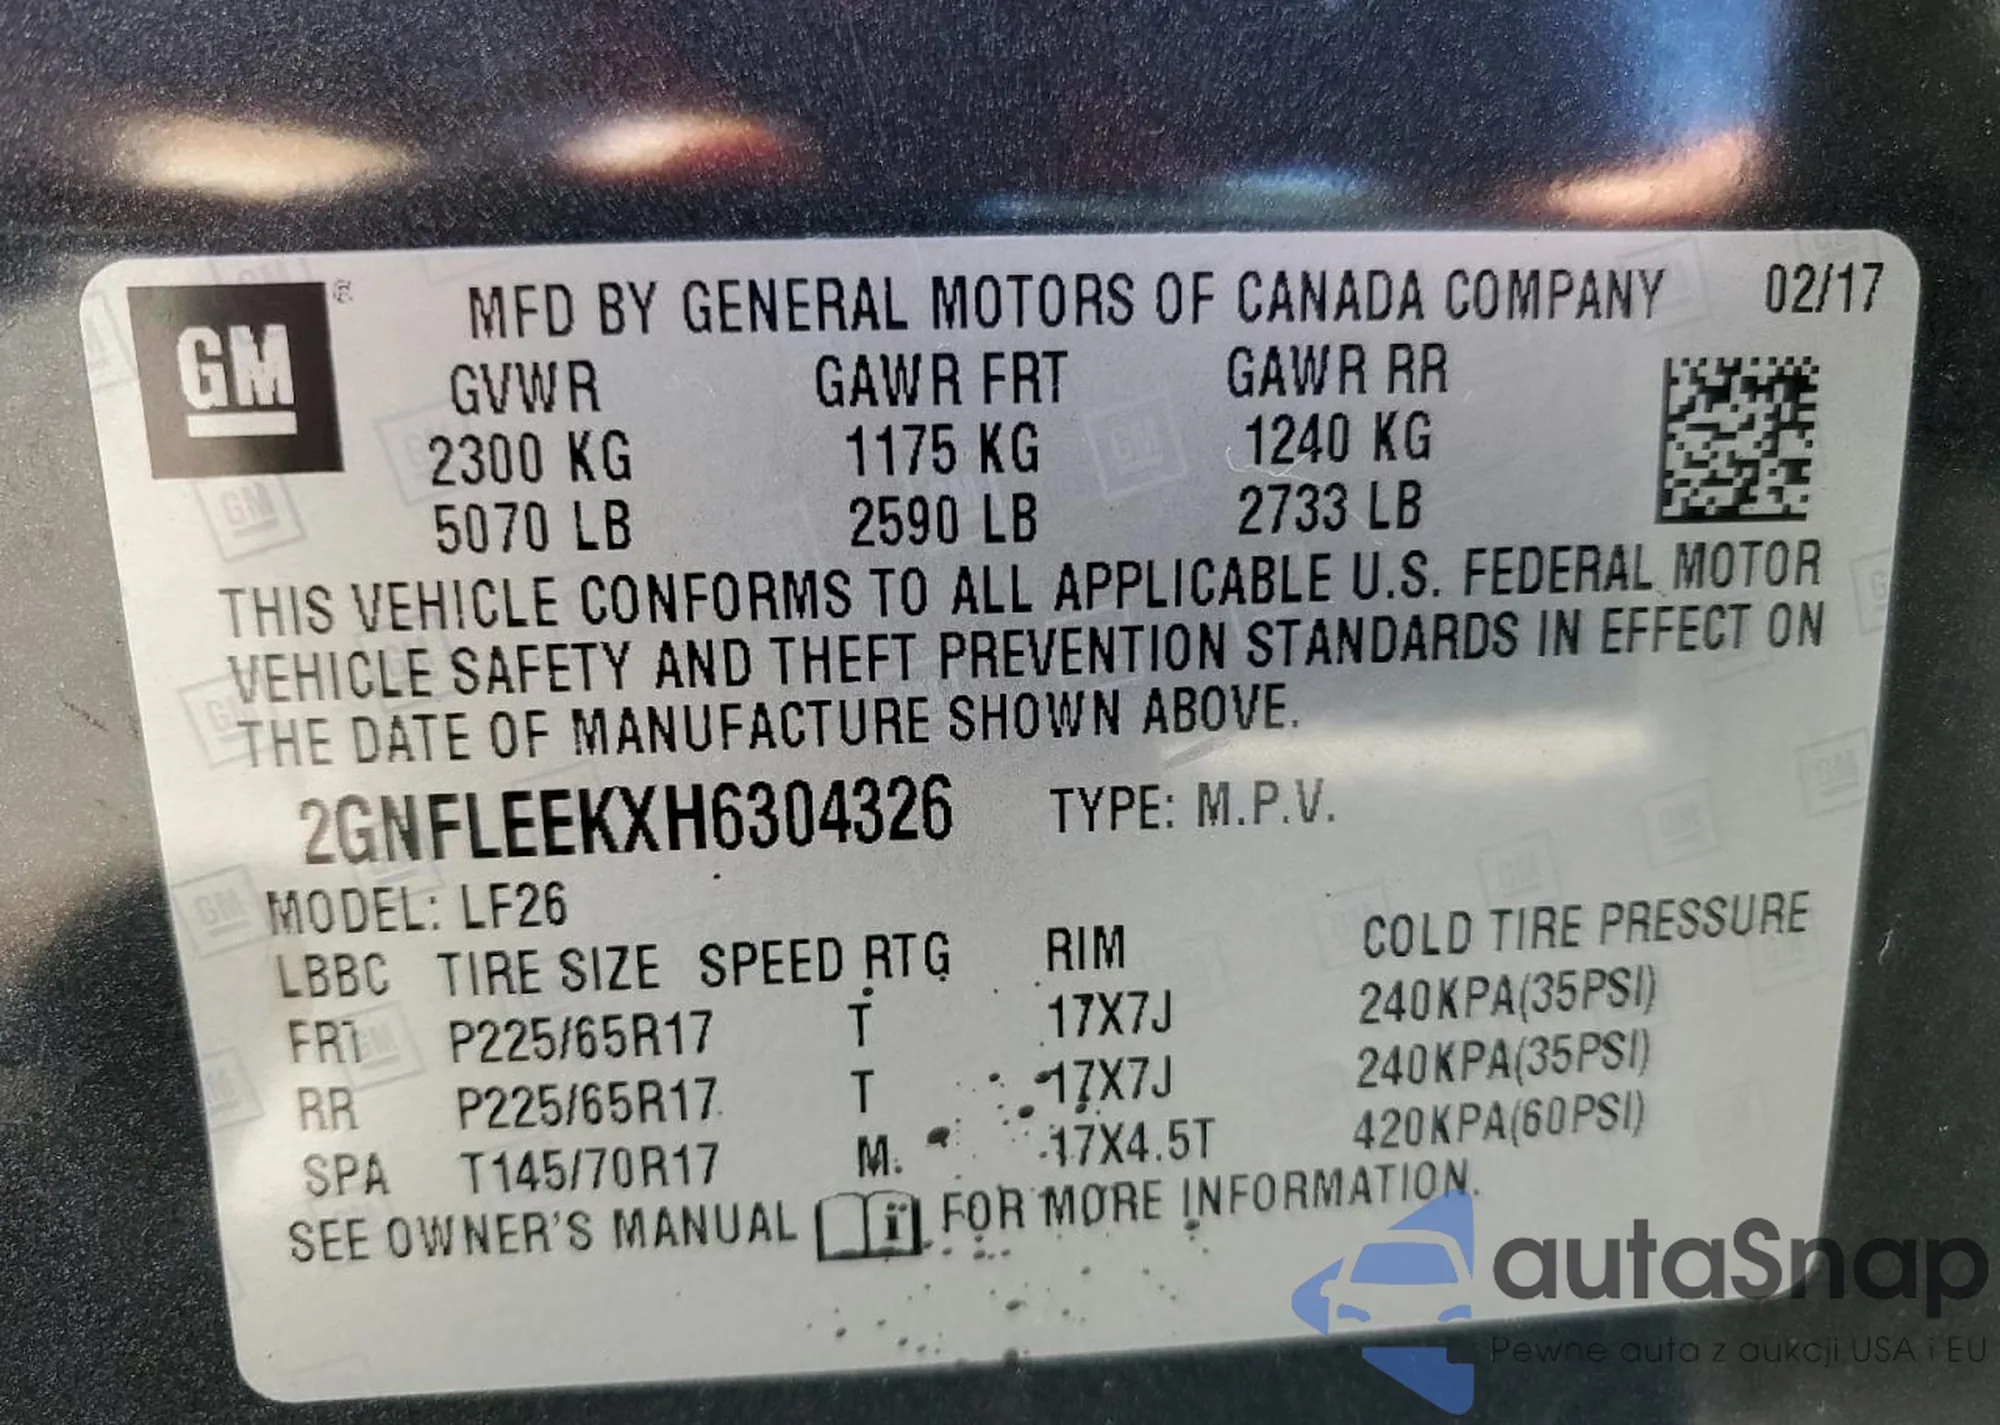 GM ®
MFD BY GENERAL MOTORS OF CANADA COMPANY 02/17
GVWR GAWR FRT GAWR RR
2300 KG 1175 KG 1240 KG
5070 LB 2590 LB 2733 LB
THIS VEHICLE CONFORMS TO ALL APPLICABLE U.S. FEDERAL MOTOR
VEHICLE SAFETY AND THEFT PREVENTION STANDARDS IN EFFECT ON
THE DATE OF MANUFACTURE SHOWN ABOVE.
2GNFLEEKXH6304326 TYPE: M.P.V.
MODEL: LF26
LBBC TIRE SIZE SPEED RTG RIM COLD TIRE PRESSURE
FRT P225/65R17 T 17X7J 240KPA(35PSI)
RR P225/65R17 T 17X7J 240KPA(35PSI)
SPA T145/70R17 M 17X4.5T 420KPA(60PSI)
SEE OWNER'S MANUAL i FOR MORE INFORMATION.
autaSnap
Pewne auta z aukcji USA i EU